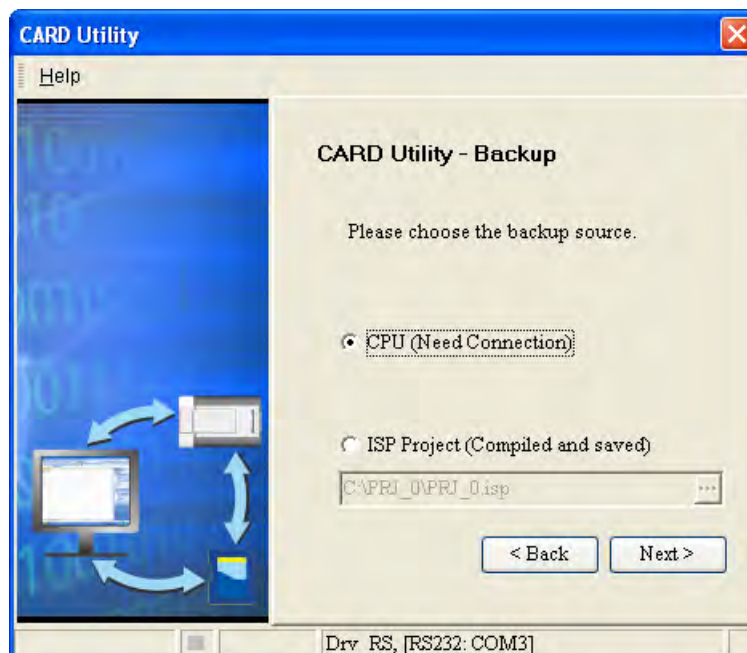 CARD Utility
Help
CARD Utility - Backup
Please choose the backup source.
CPU (Need Connection)
ISP Project (Compiled and saved)
C:\PRJ_0\PRJ_0.isp
...
< Back
Next >
Drv_RS, [RS232: COM3]